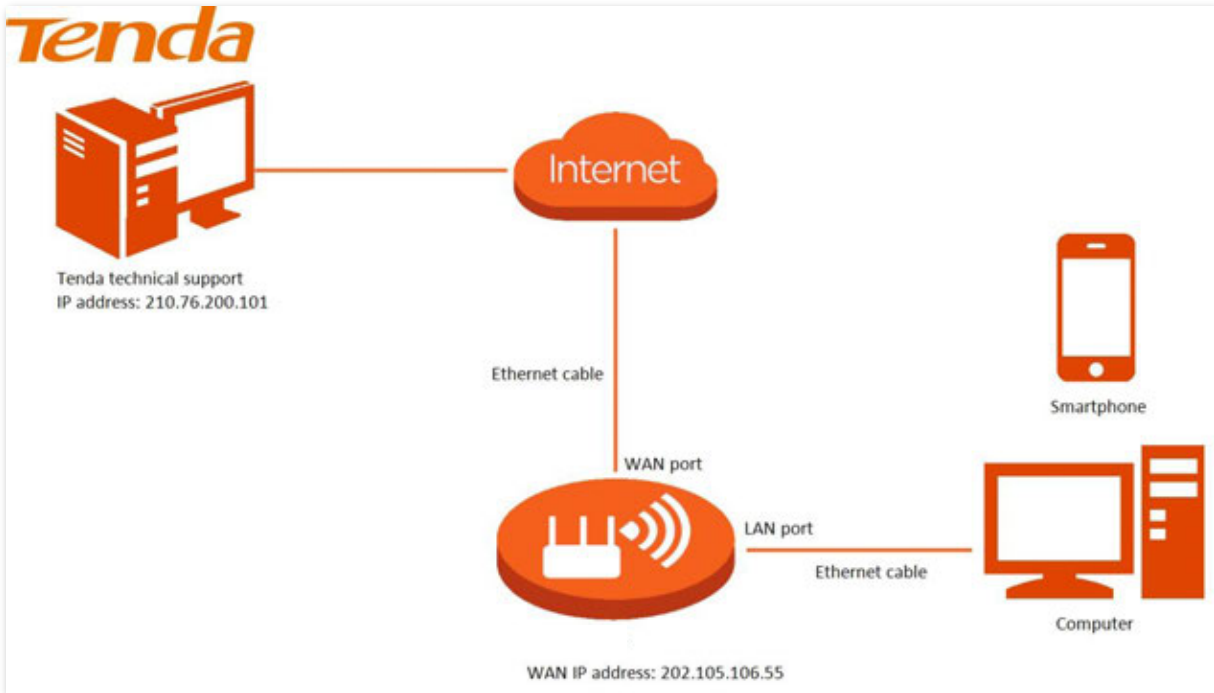 Tenda
Internet
Tenda technical support
IP address: 210.76.200.101
Ethernet cable
Smartphone
WAN port
LAN port
Ethernet cable
Computer
WAN IP address: 202.105.106.55